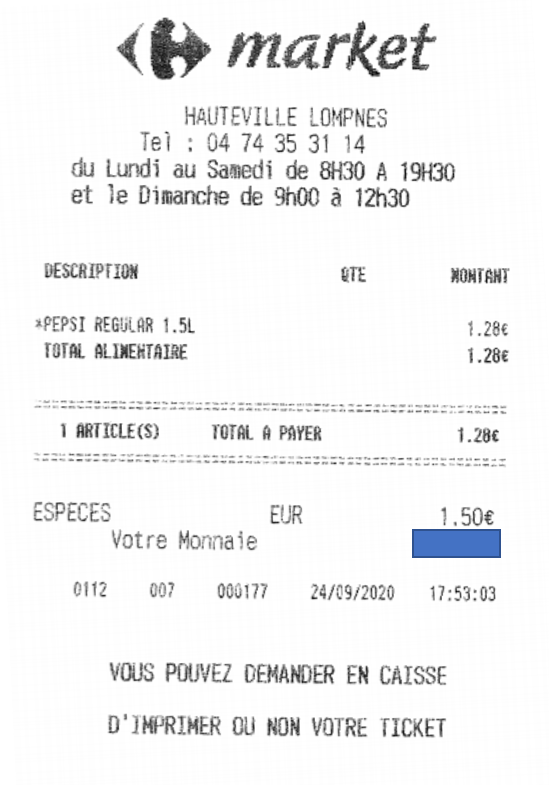 market
HAUTEVILLE LOMPNES
Tel : 04 74 35 31 14
du Lundi au Samedi de 8H30 A 19H30
et le Dimanche de 9h00 à 12h30
DESCRIPTION QTE MONTANT
*PEPSI REGULAR 1.5L 1.28€
TOTAL ALIMENTAIRE 1.28€
1 ARTICLE(S) TOTAL A PAYER 1.28€
ESPECES EUR 1.50€
Votre Monnaie
0112 007 000177 24/09/2020 17:53:03
VOUS POUVEZ DEMANDER EN CAISSE
D'IMPRIMER OU NON VOTRE TICKET